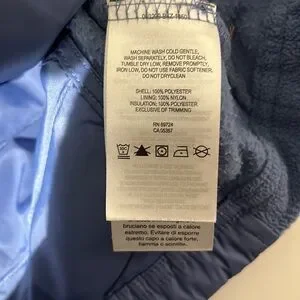 MACHINE WASH COLD GENTLE,
WASH SEPARATELY, DO NOT BLEACH,
TUMBLE DRY LOW, REMOVE PROMPTLY,
IRON LOW, DO NOT USE FABRIC SOFTENER,
DO NOT DRYCLEAN
SHELL: 100% POLYESTER
LINING: 100% NYLON
INSULATION: 100% POLYESTER
EXCLUSIVE OF TRIMMING
RN 69724
CA 05367
bruciano se esposti a calore
estremo. Evitare di esporre
questo capo a calore forte,
fiamma o scintille.